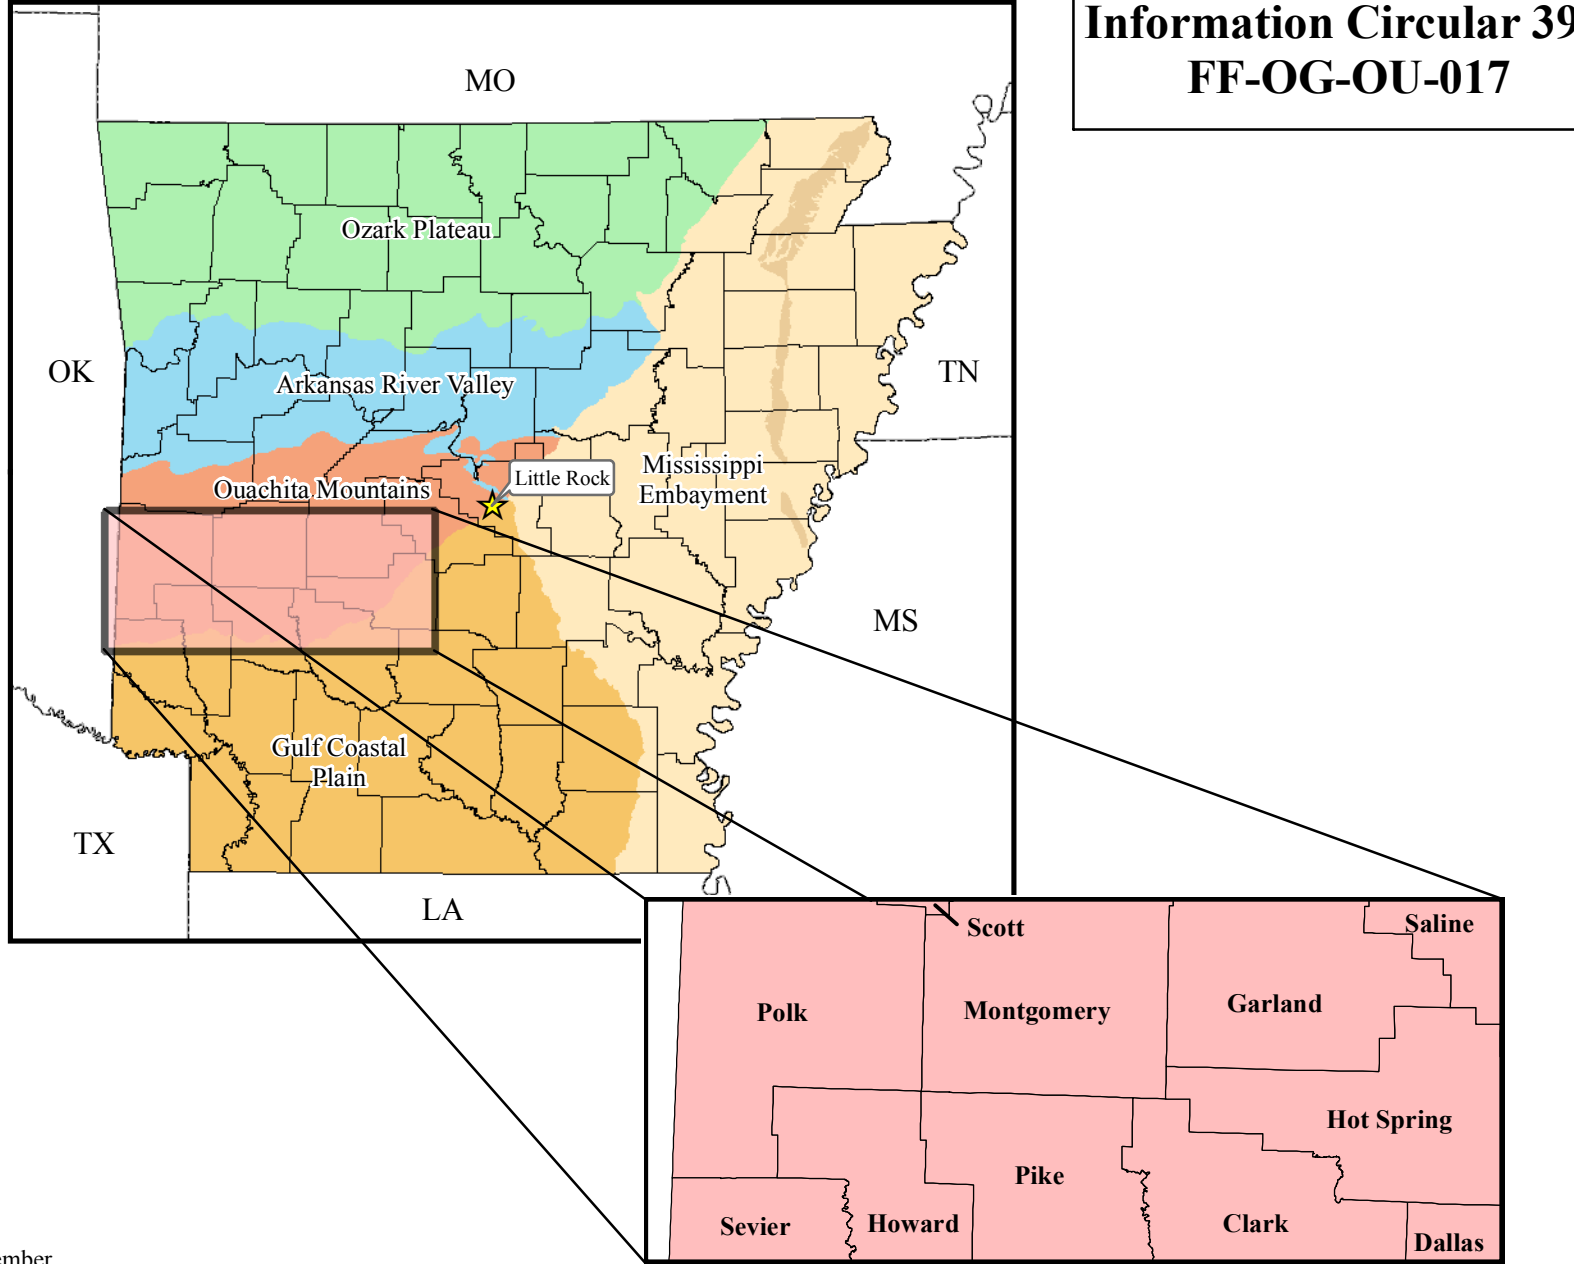 Information Circular 39
FF-OG-OU-017
MO
Ozark Plateau
OK
Arkansas River Valley
TN
Mississippi
Embayment
Little Rock
Ouachita Mountains
MS
Gulf Coastal
Plain
TX
LA
Scott
Saline
Polk
Montgomery
Garland
Hot Spring
Pike
Sevier
Howard
Clark
Dallas